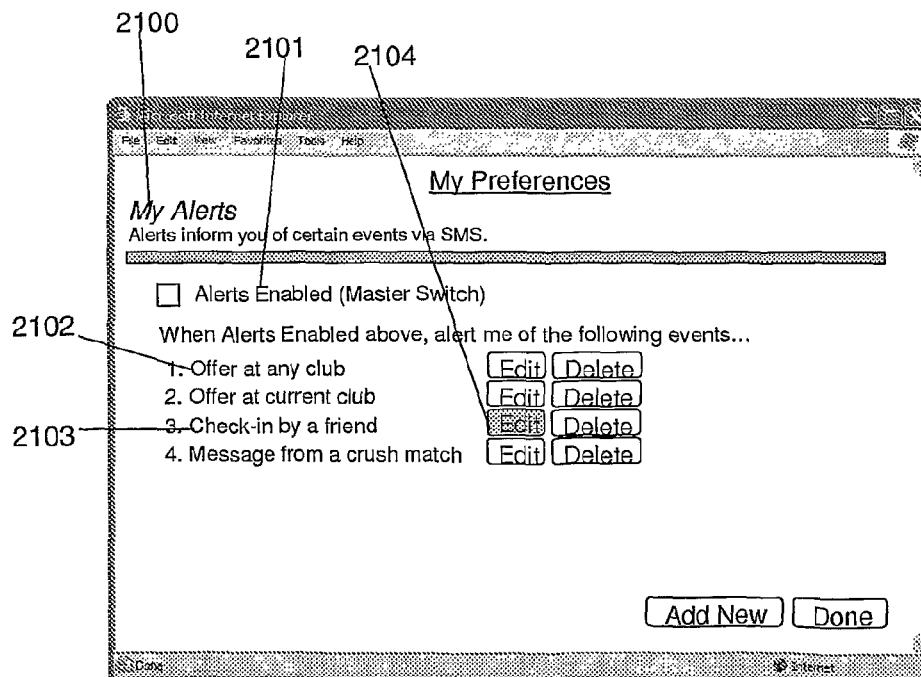 2100
2101
2104
File Edit View Favorites Tools Help
My Preferences
My Alerts
Alerts inform you of certain events via SMS.
Alerts Enabled (Master Switch)
2102
When Alerts Enabled above, alert me of the following events...
1. Offer at any club Edit Delete
2. Offer at current club Edit Delete
2103
3. Check-in by a friend Edit Delete
4. Message from a crush match Edit Delete
Add New Done
Done Internet